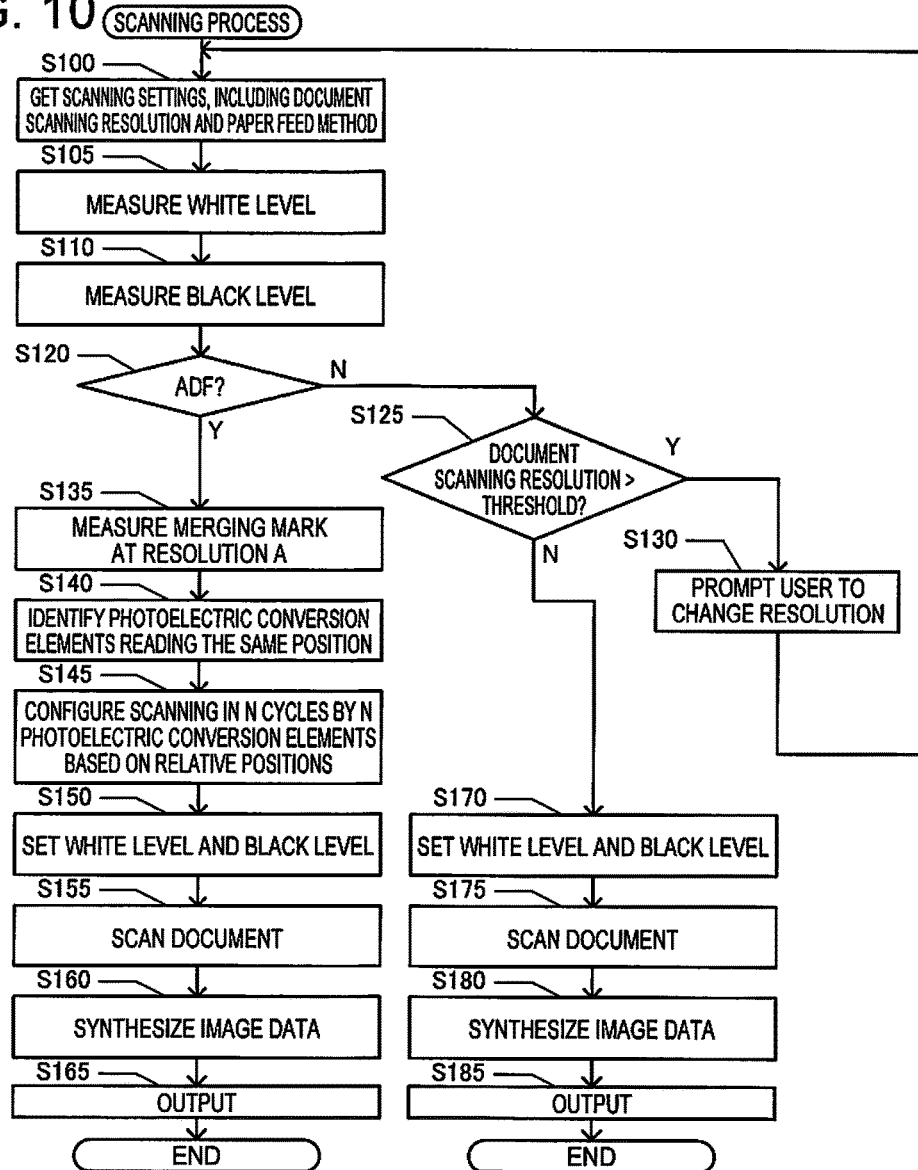 G. 10
SCANNING PROCESS
S100
GET SCANNING SETTINGS, INCLUDING DOCUMENT
SCANNING RESOLUTION AND PAPER FEED METHOD
S105
MEASURE WHITE LEVEL
S110
MEASURE BLACK LEVEL
S120
ADF?
N
Y
S125
DOCUMENT
SCANNING RESOLUTION >
THRESHOLD?
Y
N
S130
PROMPT USER TO
CHANGE RESOLUTION
S135
MEASURE MERGING MARK
AT RESOLUTION A
S140
IDENTIFY PHOTOELECTRIC CONVERSION
ELEMENTS READING THE SAME POSITION
S145
CONFIGURE SCANNING IN N CYCLES BY N
PHOTOELECTRIC CONVERSION ELEMENTS
BASED ON RELATIVE POSITIONS
S150
SET WHITE LEVEL AND BLACK LEVEL
S155
SCAN DOCUMENT
S160
SYNTHESIZE IMAGE DATA
S165
OUTPUT
END
S170
SET WHITE LEVEL AND BLACK LEVEL
S175
SCAN DOCUMENT
S180
SYNTHESIZE IMAGE DATA
S185
OUTPUT
END